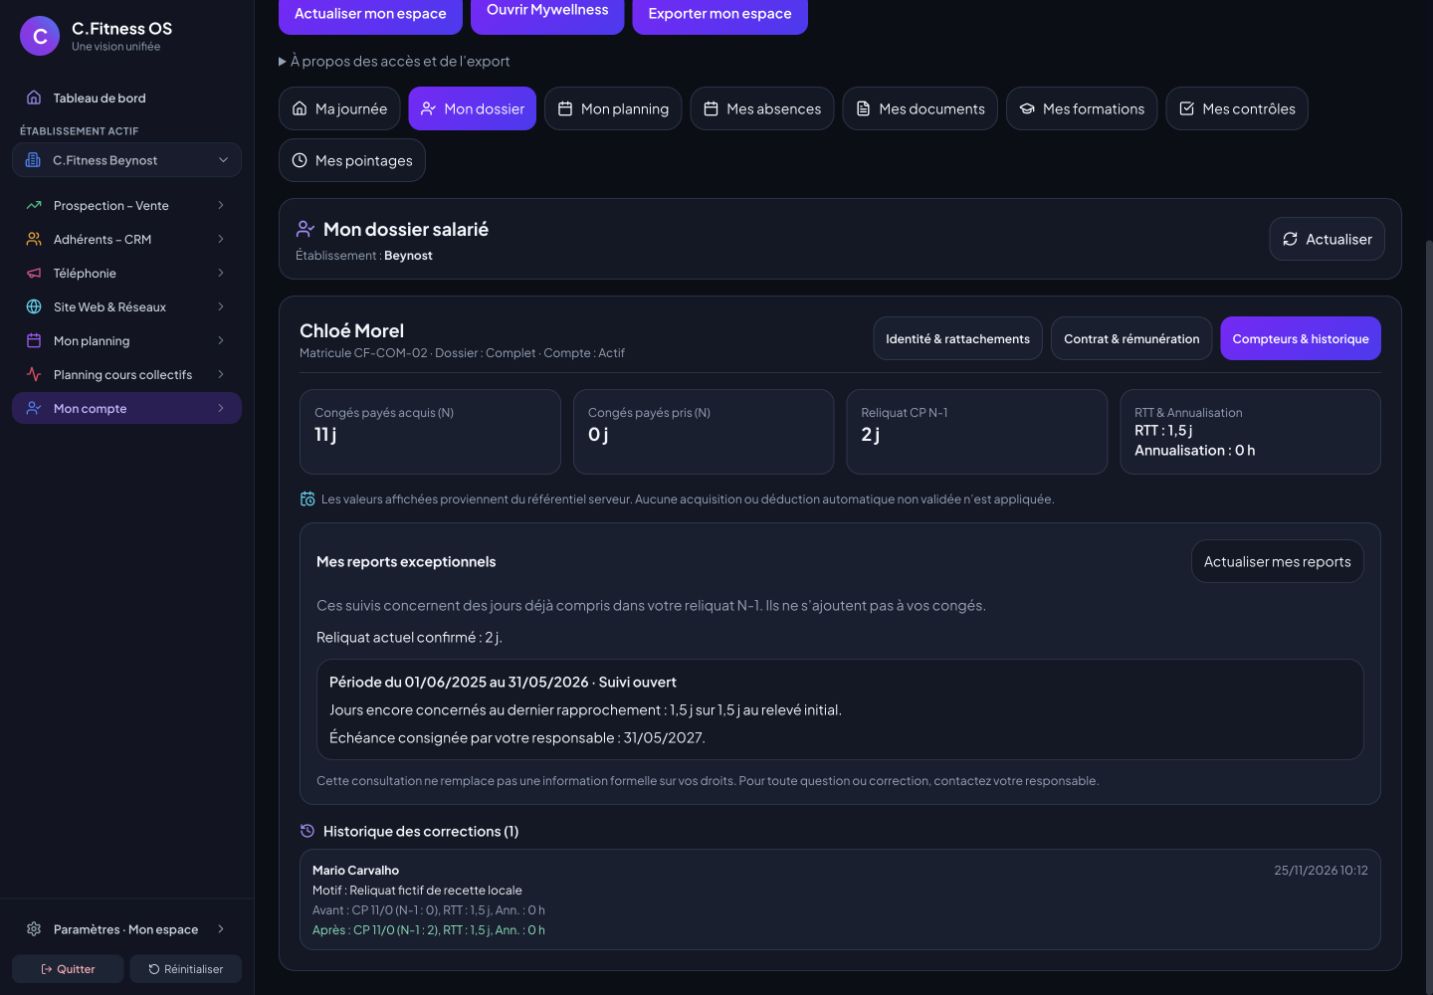 C
C.Fitness OS
Une vision unifiée
Tableau de bord
ÉTABLISSEMENT ACTIF
C.Fitness Beynost
Prospection – Vente
Adhérents – CRM
Téléphonie
Site Web & Réseaux
Mon planning
Planning cours collectifs
Mon compte
Paramètres · Mon espace
Quitter
Réinitialiser
Actualiser mon espace
Ouvrir Mywellness
Exporter mon espace
À propos des accès et de l'export
Ma journée
Mon dossier
Mon planning
Mes absences
Mes documents
Mes formations
Mes contrôles
Mes pointages
Mon dossier salarié
Établissement : Beynost
Actualiser
Chloé Morel
Matricule CF-COM-02 · Dossier : Complet · Compte : Actif
Identité & rattachements
Contrat & rémunération
Compteurs & historique
Congés payés acquis (N)
11 j
Congés payés pris (N)
0 j
Reliquat CP N-1
2 j
RTT & Annualisation
RTT : 1,5 j
Annualisation : 0 h
Les valeurs affichées proviennent du référentiel serveur. Aucune acquisition ou déduction automatique non validée n'est appliquée.
Mes reports exceptionnels
Actualiser mes reports
Ces suivis concernent des jours déjà compris dans votre reliquat N-1. Ils ne s'ajoutent pas à vos congés.
Reliquat actuel confirmé : 2 j.
Période du 01/06/2025 au 31/05/2026 · Suivi ouvert
Jours encore concernés au dernier rapprochement : 1,5 j sur 1,5 j au relevé initial.
Échéance consignée par votre responsable : 31/05/2027.
Cette consultation ne remplace pas une information formelle sur vos droits. Pour toute question ou correction, contactez votre responsable.
Historique des corrections (1)
Mario Carvalho
25/11/2026 10:12
Motif : Reliquat fictif de recette locale
Avant : CP 11/0 (N-1 : 0), RTT : 1,5 j, Ann. : 0 h
Après : CP 11/0 (N-1 : 2), RTT : 1,5 j, Ann. : 0 h